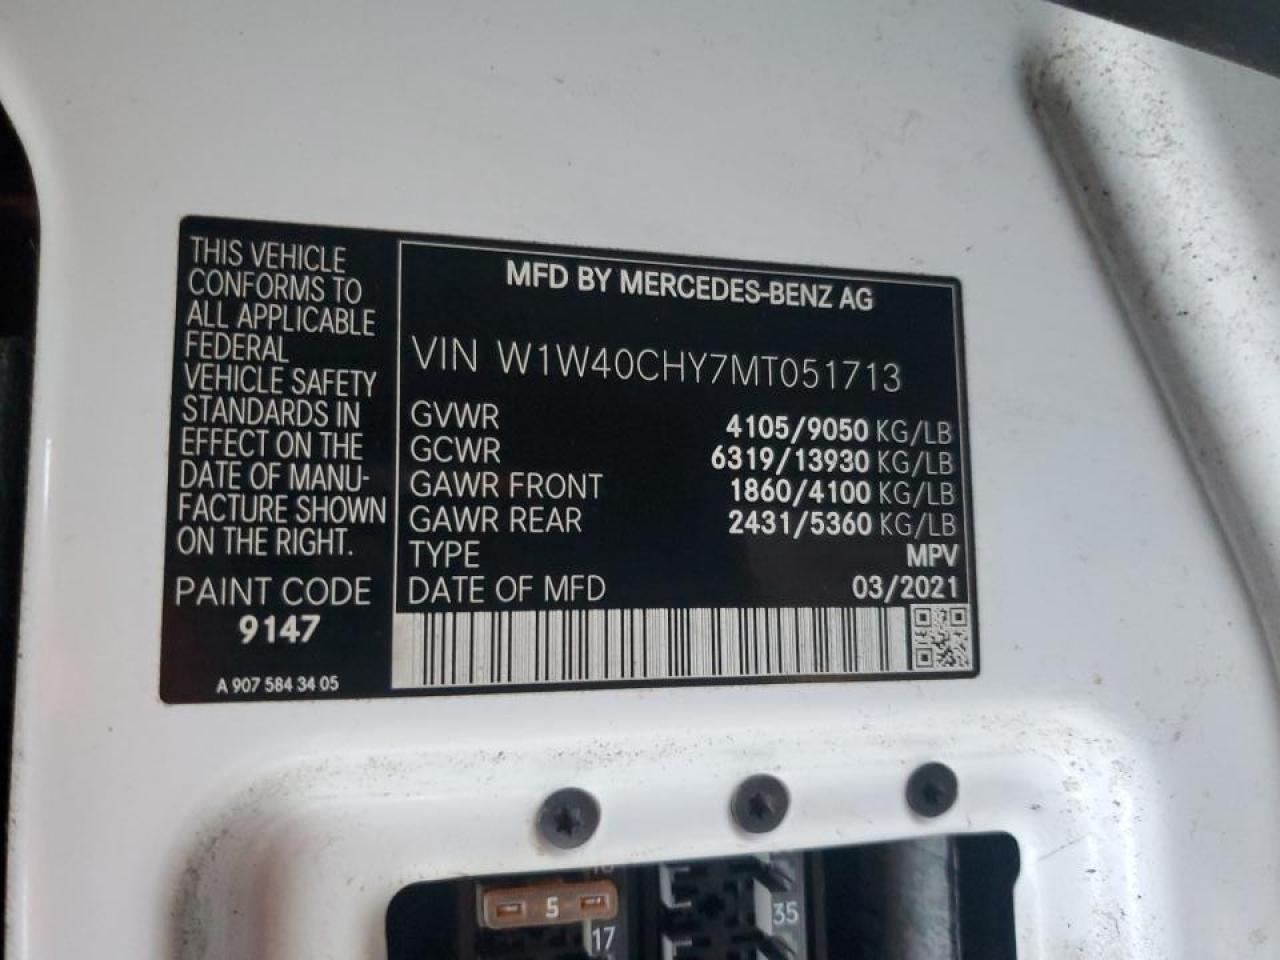 THIS VEHICLE
CONFORMS TO
ALL APPLICABLE
FEDERAL
VEHICLE SAFETY
STANDARDS IN
EFFECT ON THE
DATE OF MANU-
FACTURE SHOWN
ON THE RIGHT.
PAINT CODE
9147
A 907 584 34 05
MFD BY MERCEDES-BENZ AG
VIN W1W40CHY7MT051713
GVWR 4105/9050 KG/LB
GCWR 6319/13930 KG/LB
GAWR FRONT 1860/4100 KG/LB
GAWR REAR 2431/5360 KG/LB
TYPE MPV
DATE OF MFD 03/2021
5
17
35